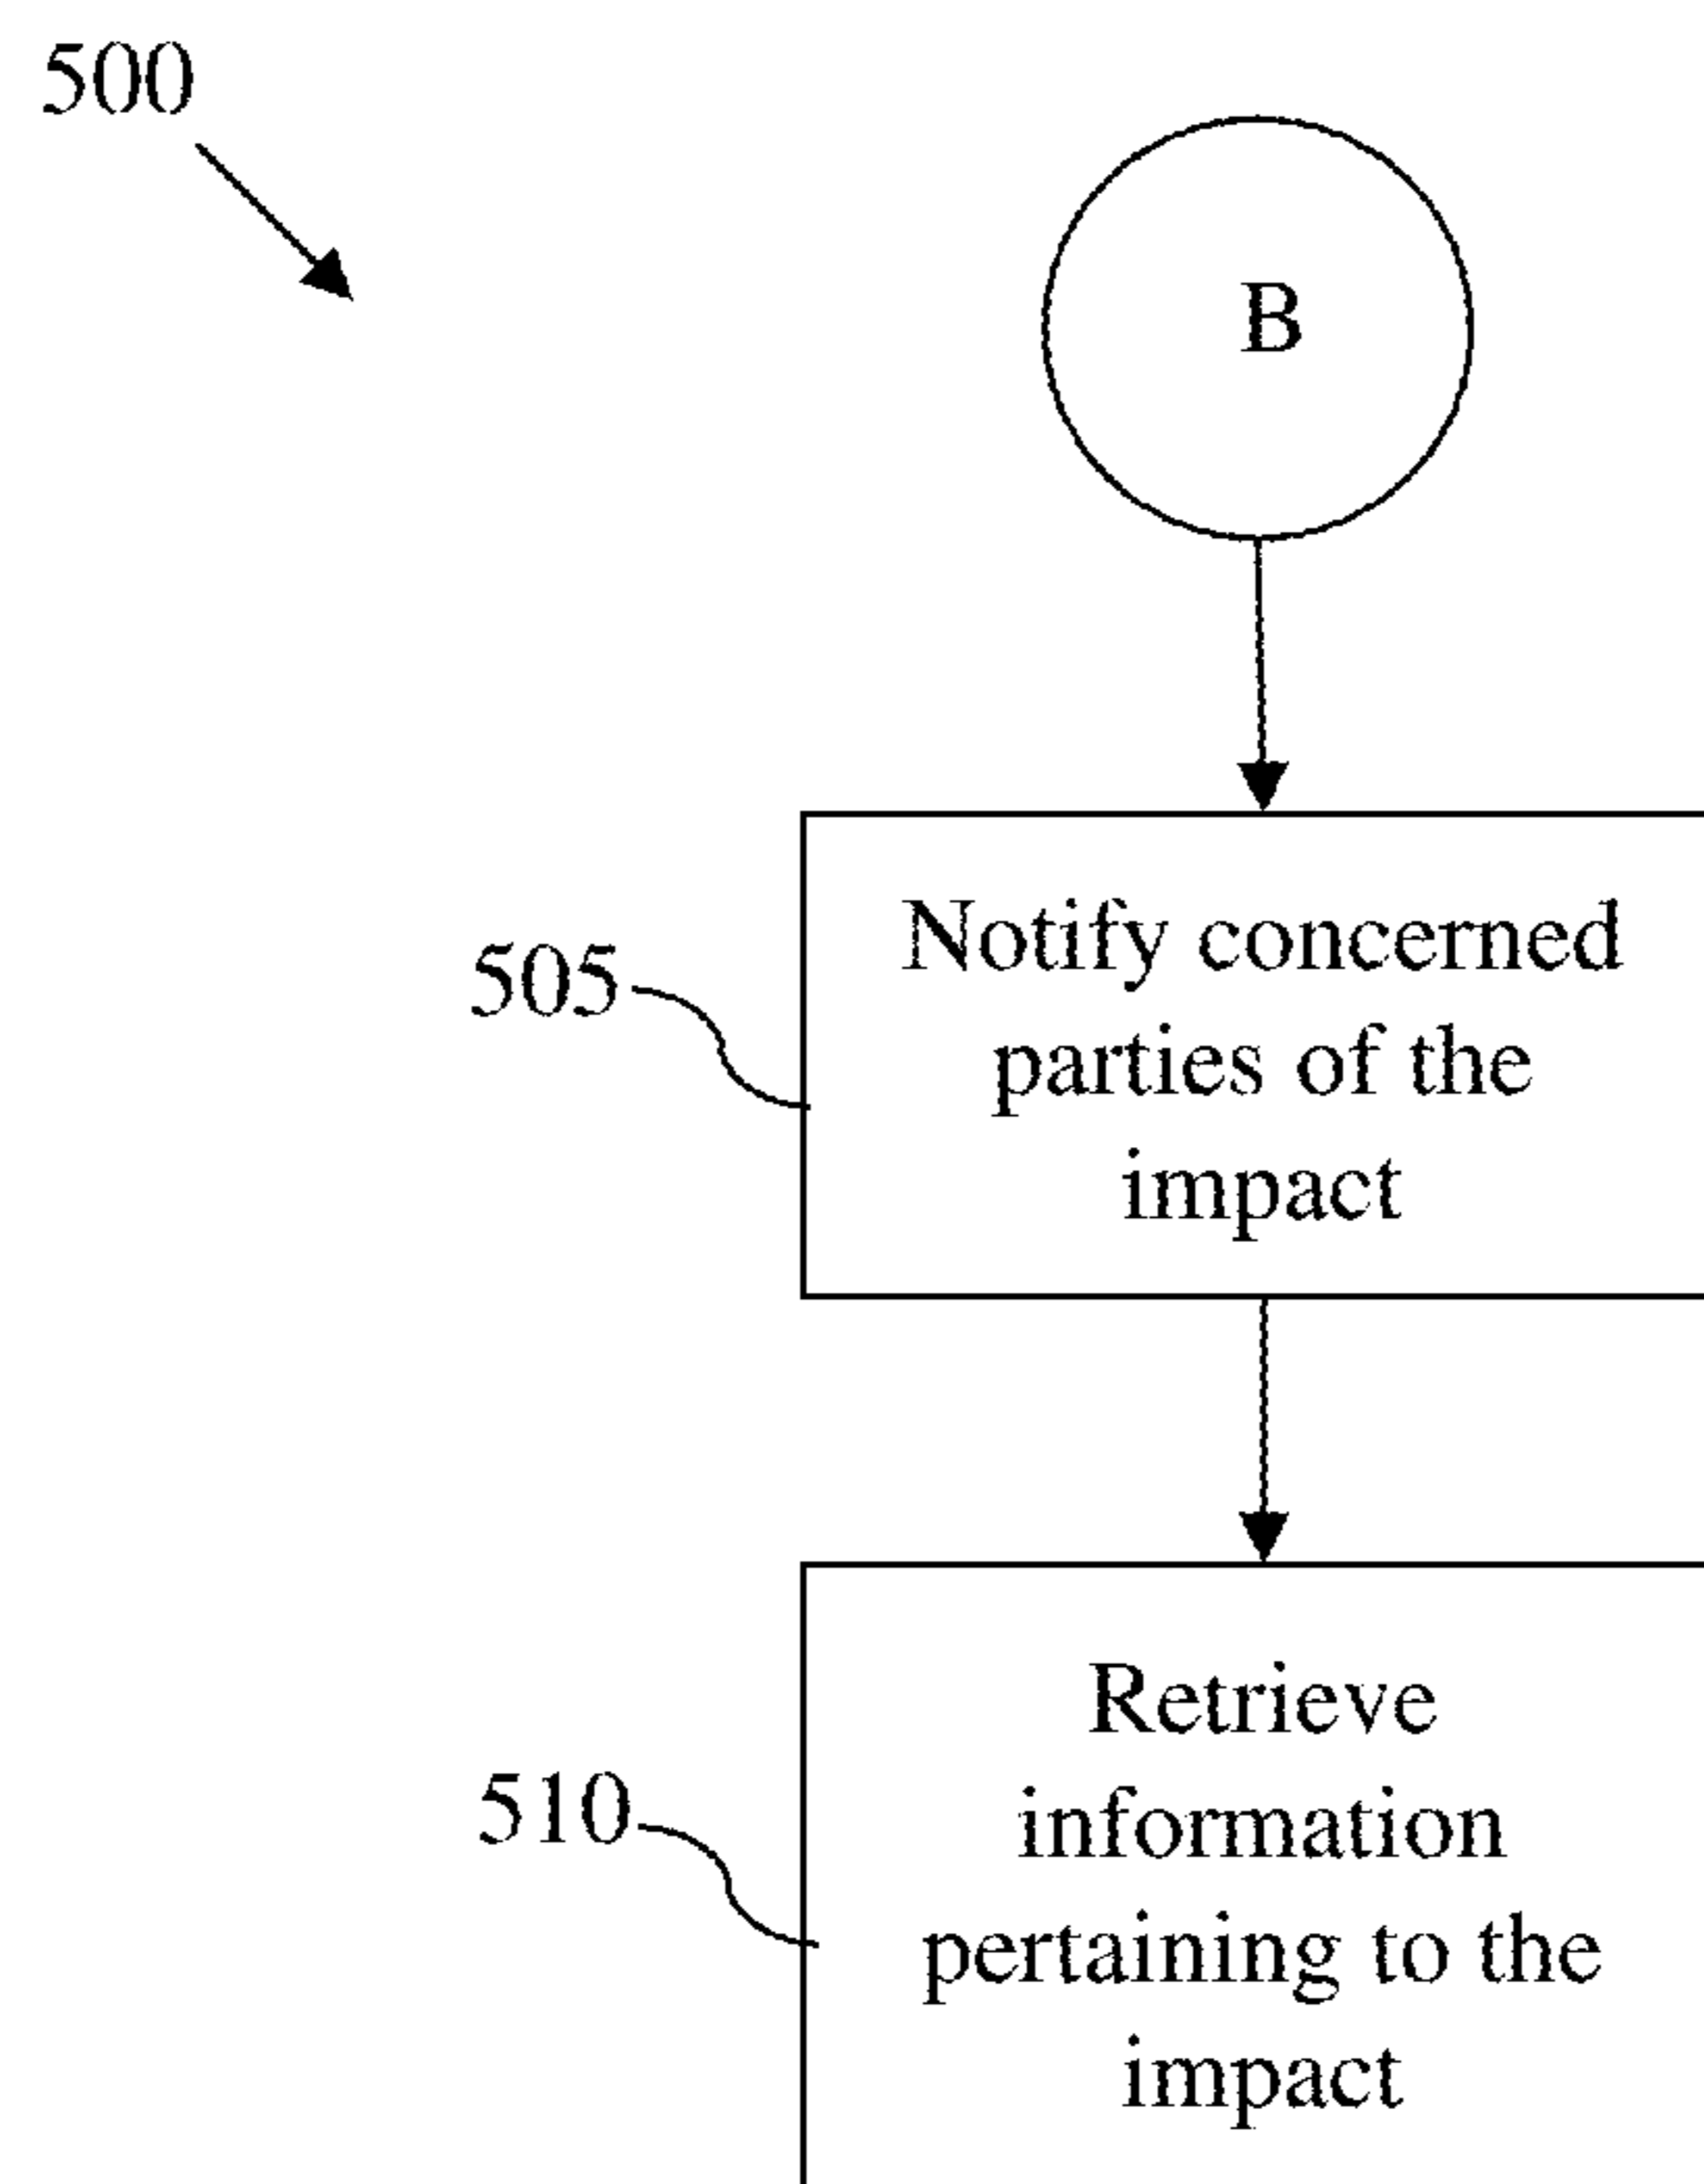 500
B
505
Notify concerned
parties of the
impact
510
Retrieve
information
pertaining to the
impact